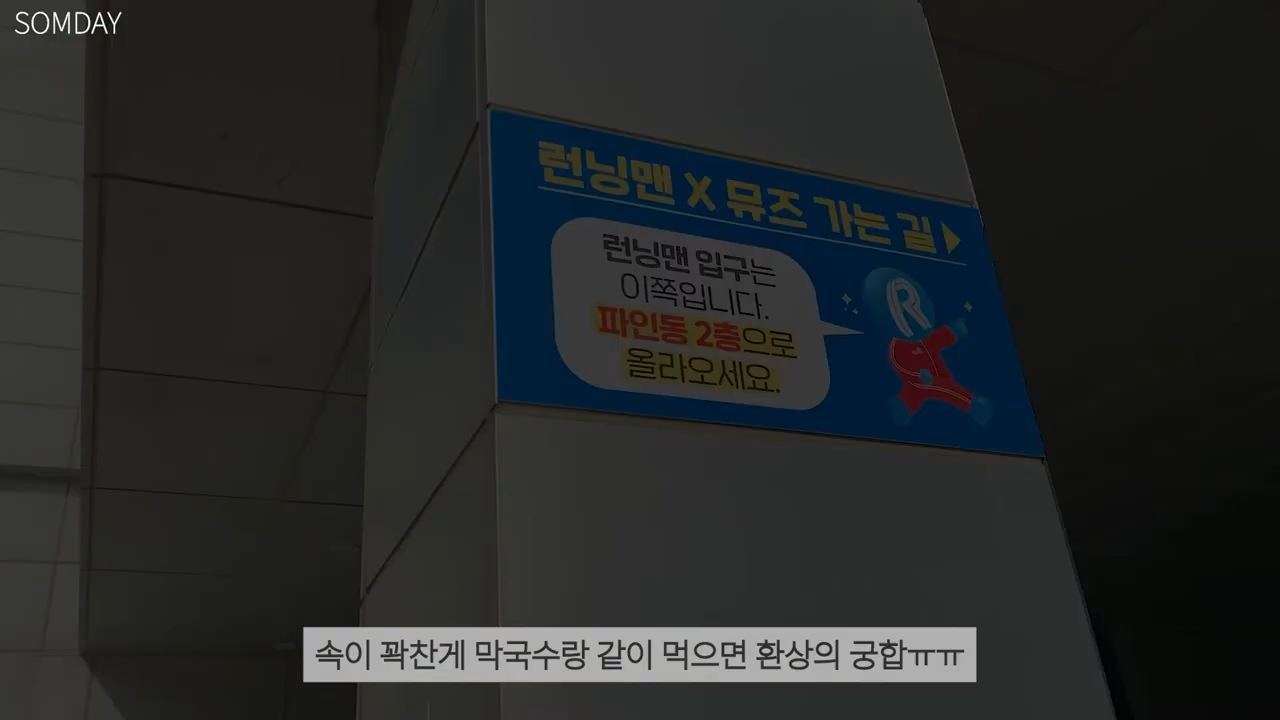 SOMDAY
런닝맨 X 뮤즈 가는 길
런닝맨 입구는
이쪽입니다.
파인동 2층으로
올라오세요.
R
속이 꽉찬게 막국수랑 같이 먹으면 환상의 궁합ㅠㅠ